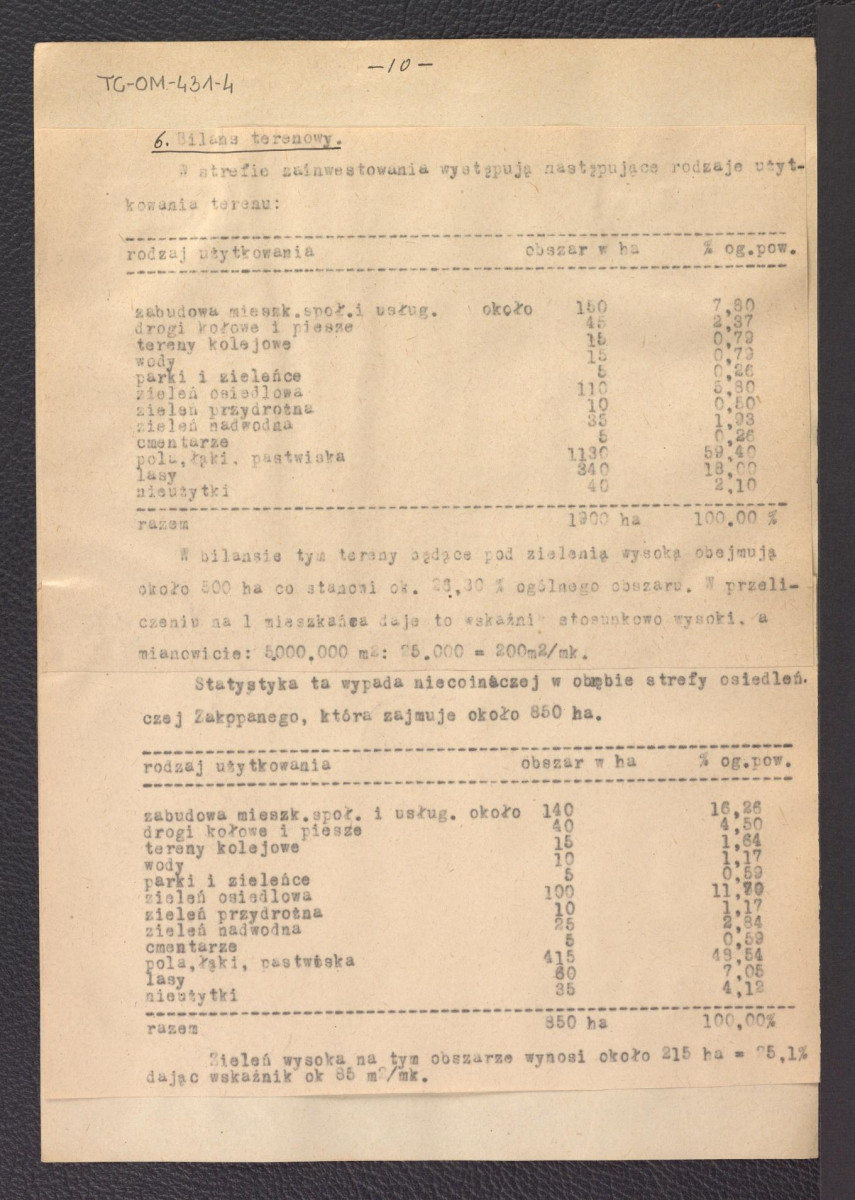 -10-
TG-OM-431-4
6. Bilans terenowy.
W strefie zainwestowania występują następujące rodzaje użyt-
kowania terenu:
rodzaj użytkowania obszar w ha % og.pow.
zabudowa mieszk.społ.i usług. około 150 7,80
drogi kołowe i piesze 45 2,37
tereny kolejowe 15 0,79
wody 15 0,79
parki i zieleńce 5 0,26
zieleń osiedlowa 110 5,80
zieleń przydrożna 10 0,50
zieleń nadwodna 35 1,93
cmentarze 5 0,26
pola,łąki, pastwiska 1130 59,40
lasy 340 18,00
nieużytki 40 2,10
razem 1900 ha 100.00 %
W bilansie tym tereny będące pod zielenią wysoką obejmują
około 500 ha co stanowi ok. 26,30 % ogólnego obszaru. W przeli-
czeniu na 1 mieszkańca daje to wskaźnik stosunkowo wysoki, a
mianowicie: 5.000.000 m2: 25.000 = 200m2/mk.
Statystyka ta wypada niecoinaczej w obrębie strefy osiedleń-
czej Zakopanego, która zajmuje około 850 ha.
rodzaj użytkowania obszar w ha % og.pow.
zabudowa mieszk.społ. i usług. około 140 16,26
drogi kołowe i piesze 40 4,50
tereny kolejowe 15 1,64
wody 10 1,17
parki i zieleńce 5 0,59
zieleń osiedlowa 100 11,70
zieleń przydrożna 10 1,17
zieleń nadwodna 25 2,84
cmentarze 5 0,59
pola,łąki, pastwiska 415 48,54
lasy 60 7,05
nieużytki 35 4,12
razem 850 ha 100,00%
Zieleń wysoka na tym obszarze wynosi około 215 ha = 25,1%
dając wskaźnik ok 85 m2/mk.